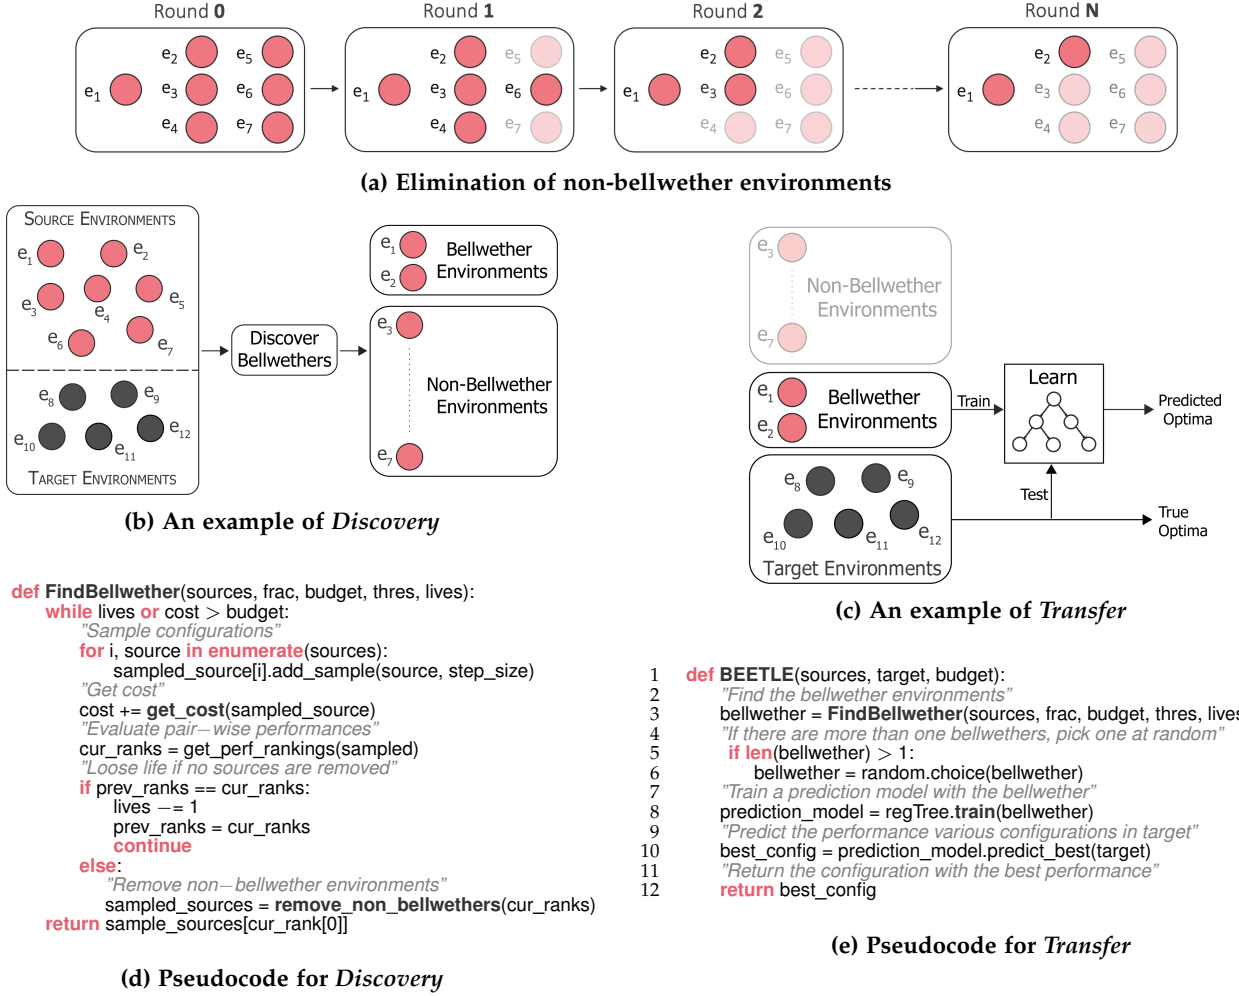 Round 0
Round 1
Round 2
Round N
e1 e2 e3 e4 e5 e6 e7
e1 e2 e3 e4 e5 e6 e7
e1 e2 e3 e4 e5 e6 e7
e1 e2 e3 e4 e5 e6 e7
(a) Elimination of non-bellwether environments
SOURCE ENVIRONMENTS
e1 e2
e3 e4 e5
e6 e7
e8 e9
e10 e11 e12
TARGET ENVIRONMENTS
Discover
Bellwethers
e1
e2
Bellwether
Environments
e3
e7
Non-Bellwether
Environments
(b) An example of Discovery
e3
e7
Non-Bellwether
Environments
e1
e2
Bellwether
Environments
Train
Learn
Predicted
Optima
e8 e9
e10 e11 e12
Target Environments
Test
True
Optima
(c) An example of Transfer
def FindBellwether(sources, frac, budget, thres, lives):
while lives or cost > budget:
"Sample configurations"
for i, source in enumerate(sources):
sampled_source[i].add_sample(source, step_size)
"Get cost"
cost += get_cost(sampled_source)
"Evaluate pair−wise performances"
cur_ranks = get_perf_rankings(sampled)
"Loose life if no sources are removed"
if prev_ranks == cur_ranks:
lives −= 1
prev_ranks = cur_ranks
continue
else:
"Remove non−bellwether environments"
sampled_sources = remove_non_bellwethers(cur_ranks)
return sample_sources[cur_rank[0]]
(d) Pseudocode for Discovery
1 def BEETLE(sources, target, budget):
2 "Find the bellwether environments"
3 bellwether = FindBellwether(sources, frac, budget, thres, lives
4 "If there are more than one bellwethers, pick one at random"
5 if len(bellwether) > 1:
6 bellwether = random.choice(bellwether)
7 "Train a prediction model with the bellwether"
8 prediction_model = regTree.train(bellwether)
9 "Predict the performance various configurations in target"
10 best_config = prediction_model.predict_best(target)
11 "Return the configuration with the best performance"
12 return best_config
(e) Pseudocode for Transfer